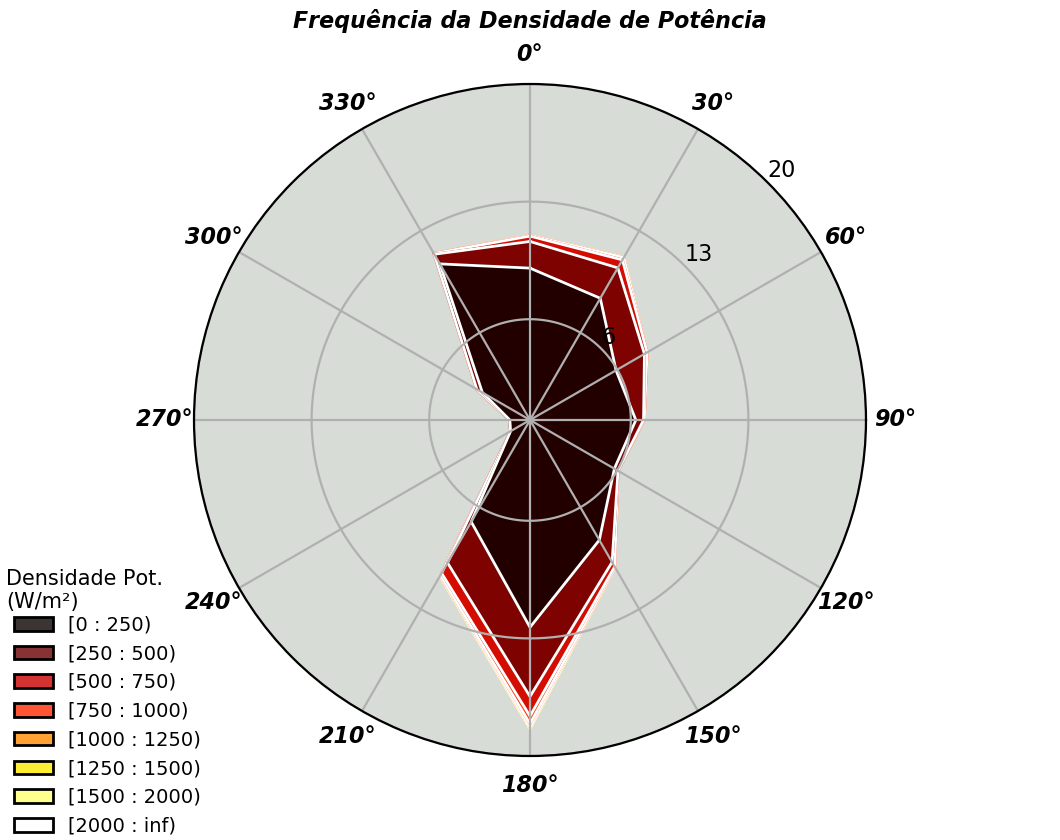 Frequência da Densidade de Potência
0°
330°
30°
20
300°
60°
13
6
270°
90°
Densidade Pot.
(W/m²)
240°
120°
[0 : 250)
[250 : 500)
[500 : 750)
[750 : 1000)
210°
150°
[1000 : 1250)
[1250 : 1500)
180°
[1500 : 2000)
[2000 : inf)